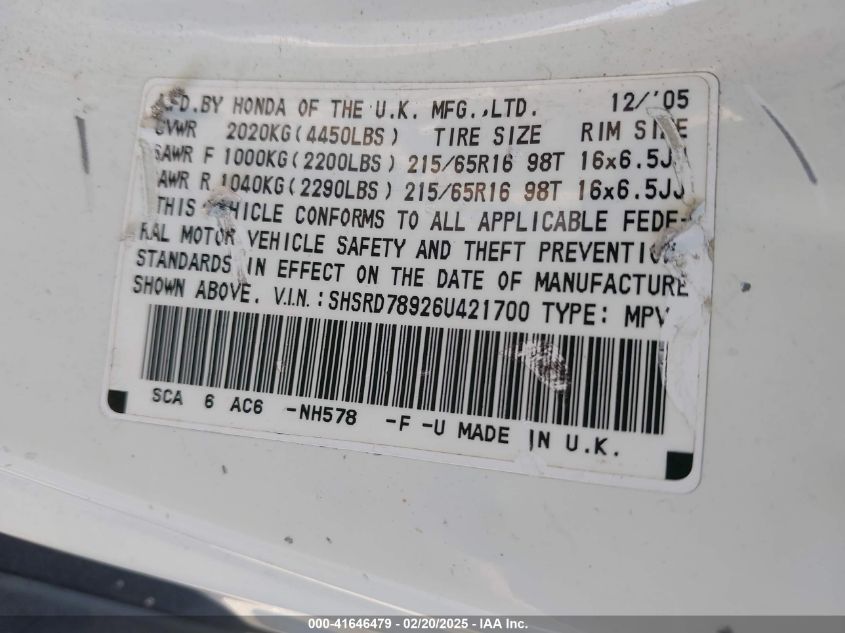 MFD.BY HONDA OF THE U.K. MFG.,LTD. 12/'05
GVWR 2020KG(4450LBS) TIRE SIZE RIM SIZE
GAWR F 1000KG(2200LBS) 215/65R16 98T 16x6.5JJ
GAWR R 1040KG(2290LBS) 215/65R16 98T 16x6.5JJ
THIS VEHICLE CONFORMS TO ALL APPLICABLE FEDE-
RAL MOTOR VEHICLE SAFETY AND THEFT PREVENTION
STANDARDS IN EFFECT ON THE DATE OF MANUFACTURE
SHOWN ABOVE. V.I.N.:SHSRD78926U421700 TYPE: MPV
SCA 6 AC6 -NH578 -F -U MADE IN U.K.
000-41646479 - 02/20/2025 - IAA Inc.